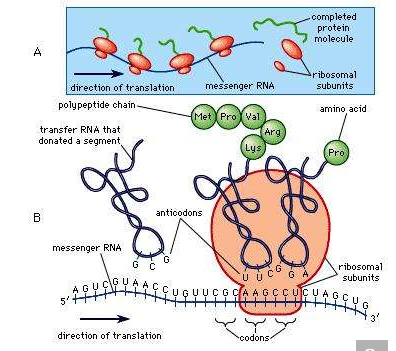 A
completed
protein
molecule
ribosomal
subunits
messenger RNA
direction of translation
polypeptide chain
Met Pro Val
Arg
Lys
amino acid
Pro
transfer RNA that
donated a segment
B
anticodons
G C G
U U C G G A
messenger RNA
ribosomal
subunits
5' A G U C G U A A C C U G U U C G C A A G C C U C U A G C U G 3'
direction of translation
codons